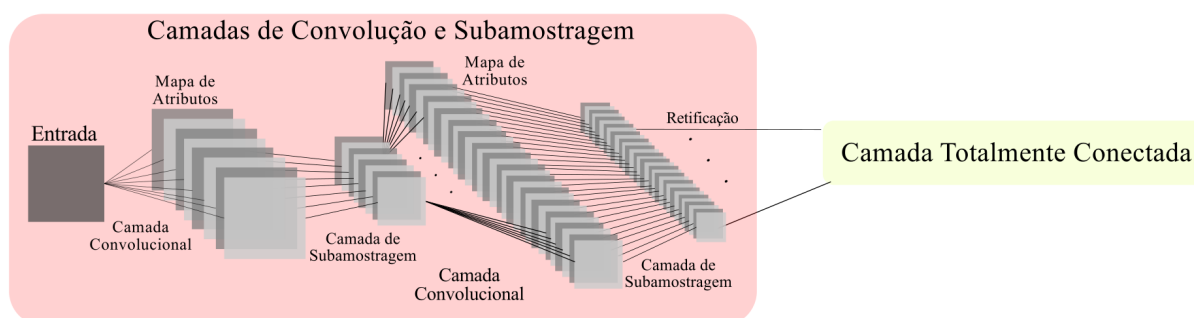 Camadas de Convolução e Subamostragem
Mapa de
Atributos
Mapa de
Atributos
Entrada
Retificação
Camada Totalmente Conectada
Camada
Convolucional
Camada de
Subamostragem
Camada
Convolucional
Camada de
Subamostragem